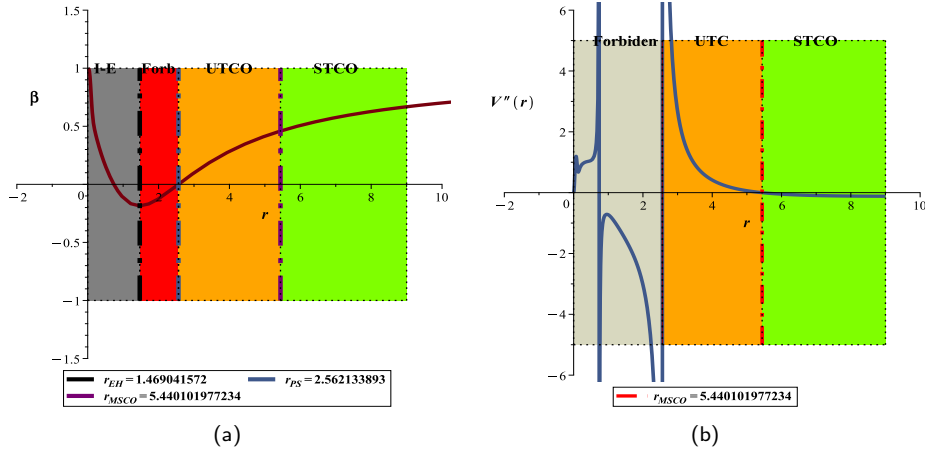 I-E Forb. UTCO STCO
1.5
1
β
0.5
−2 0 2 4 6 8 10
r
−0.5
−1
−1.5
r_EH = 1.469041572 r_PS = 2.562133893
r_MSCO = 5.440101977234
(a)
6
Forbiden UTC STCO
4
V''(r)
2
−2 0 2 4 6 8 10
r
−2
−4
−6
r_MSCO = 5.440101977234
(b)